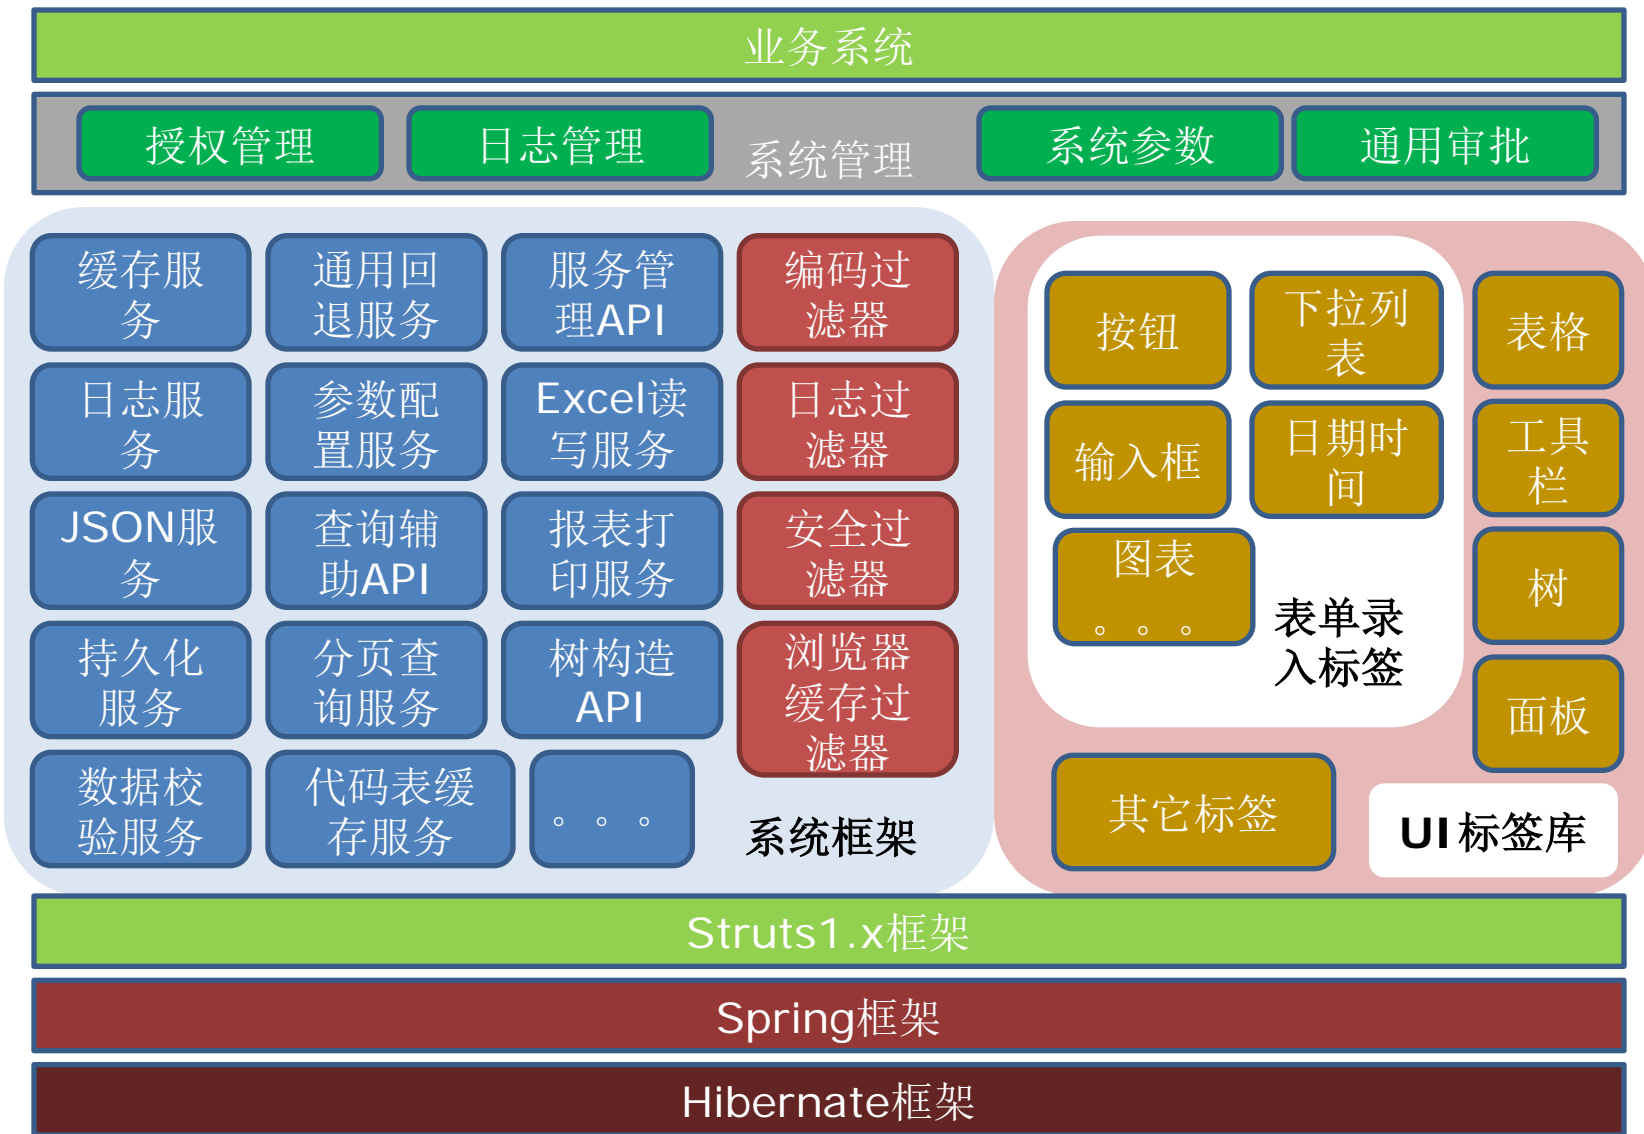 业务系统
授权管理
日志管理
系统管理
系统参数
通用审批
缓存服
务
通用回
退服务
服务管
理API
编码过
滤器
日志服
务
参数配
置服务
Excel读
写服务
日志过
滤器
JSON服
务
查询辅
助API
报表打
印服务
安全过
滤器
持久化
服务
分页查
询服务
树构造
API
浏览器
缓存过
滤器
数据校
验服务
代码表缓
存服务
。。。
系统框架
按钮
下拉列
表
输入框
日期时
间
图表
。。。
表单录
入标签
表格
工具
栏
树
面板
其它标签
UI标签库
Struts1.x框架
Spring框架
Hibernate框架